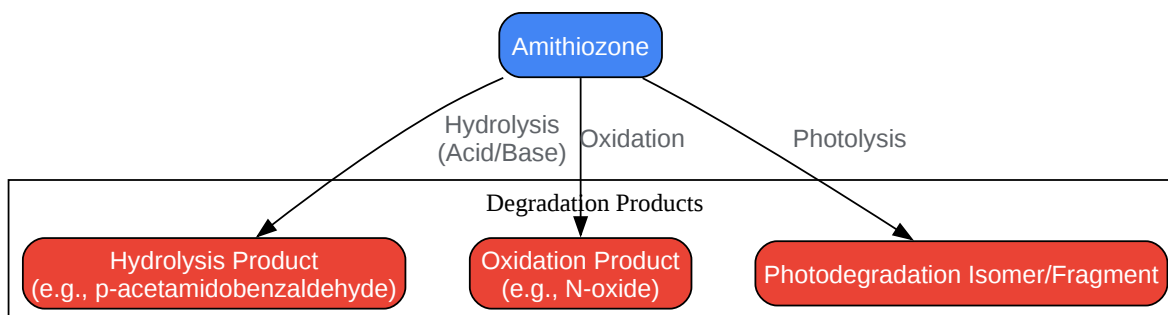 Amithiozone
Hydrolysis
(Acid/Base)
Oxidation
Photolysis
Degradation Products
Hydrolysis Product
(e.g., p-acetamidobenzaldehyde)
Oxidation Product
(e.g., N-oxide)
Photodegradation Isomer/Fragment